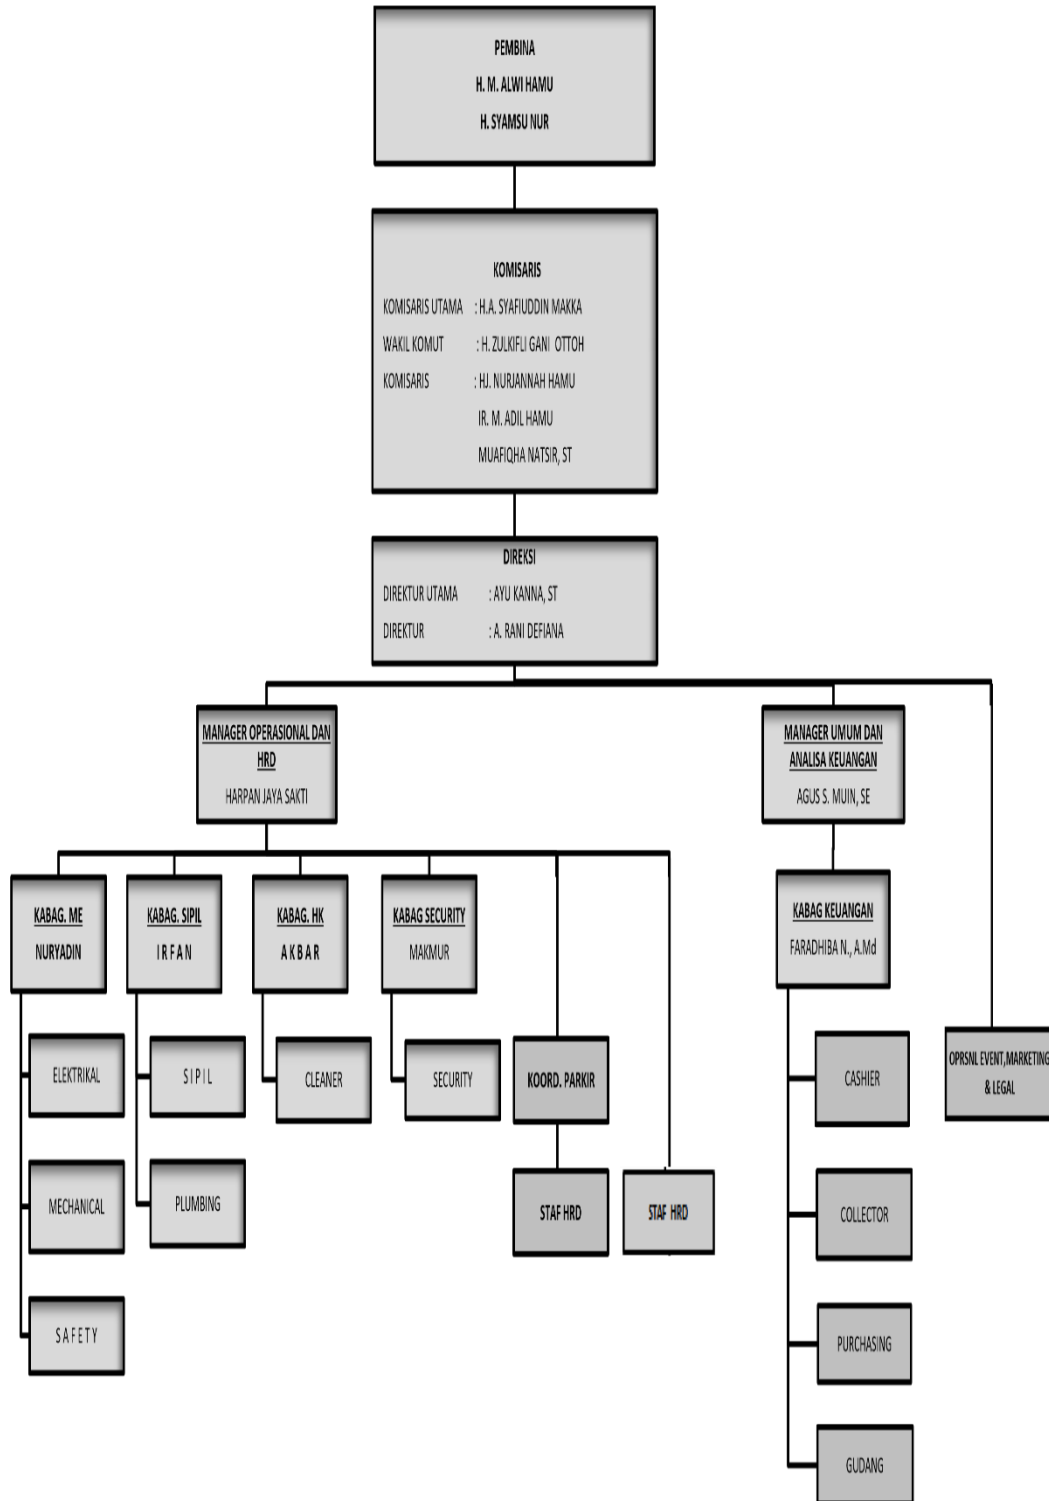 PEMBINA
H. M. ALWI HAMU
H. SYAMSU NUR
KOMISARIS
KOMISARIS UTAMA : H.A. SYAFIUDDIN MAKKA
WAKIL KOMUT : H. ZULKIFLI GANI OTTOH
KOMISARIS : HJ. NURJANNAH HAMU
IR. M. ADIL HAMU
MUAFIQHA NATSIR, ST
DIREKSI
DIREKTUR UTAMA : AYU KANNA, ST
DIREKTUR : A. RANI DEFIANA
MANAGER OPERASIONAL DAN
HRD
HARPAN JAYA SAKTI
MANAGER UMUM DAN
ANALISA KEUANGAN
AGUS S. MUIN, SE
KABAG. ME
NURYADIN
KABAG. SIPIL
I R F A N
KABAG. HK
A K B A R
KABAG SECURITY
MAKMUR
KABAG KEUANGAN
FARADHIBA N., A.Md
ELEKTRIKAL
S I P I L
CLEANER
SECURITY
KOORD. PARKIR
CASHIER
OPRSNL EVENT,MARKETING
& LEGAL
MECHANICAL
PLUMBING
STAF HRD
STAF HRD
COLLECTOR
S A F E T Y
PURCHASING
GUDANG